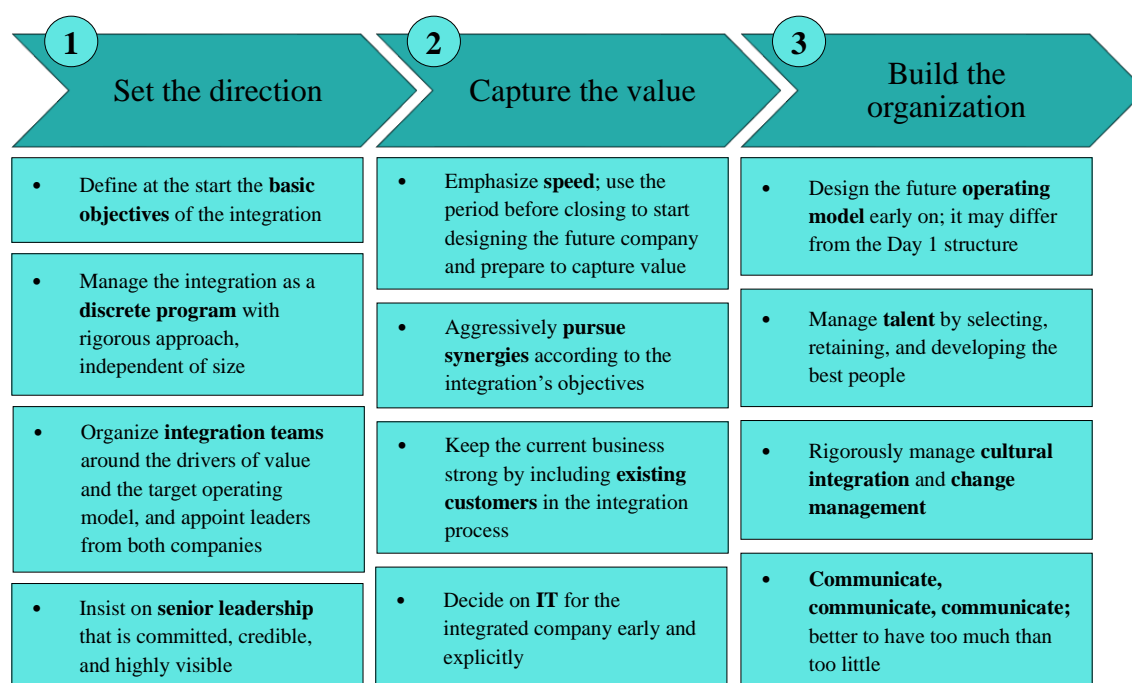 1
Set the direction
2
Capture the value
3
Build the
organization
• Define at the start the basic
objectives of the integration
• Manage the integration as a
discrete program with
rigorous approach,
independent of size
• Organize integration teams
around the drivers of value
and the target operating
model, and appoint leaders
from both companies
• Insist on senior leadership
that is committed, credible,
and highly visible
• Emphasize speed; use the
period before closing to start
designing the future company
and prepare to capture value
• Aggressively pursue
synergies according to the
integration’s objectives
• Keep the current business
strong by including existing
customers in the integration
process
• Decide on IT for the
integrated company early and
explicitly
• Design the future operating
model early on; it may differ
from the Day 1 structure
• Manage talent by selecting,
retaining, and developing the
best people
• Rigorously manage cultural
integration and change
management
• Communicate,
communicate, communicate;
better to have too much than
too little